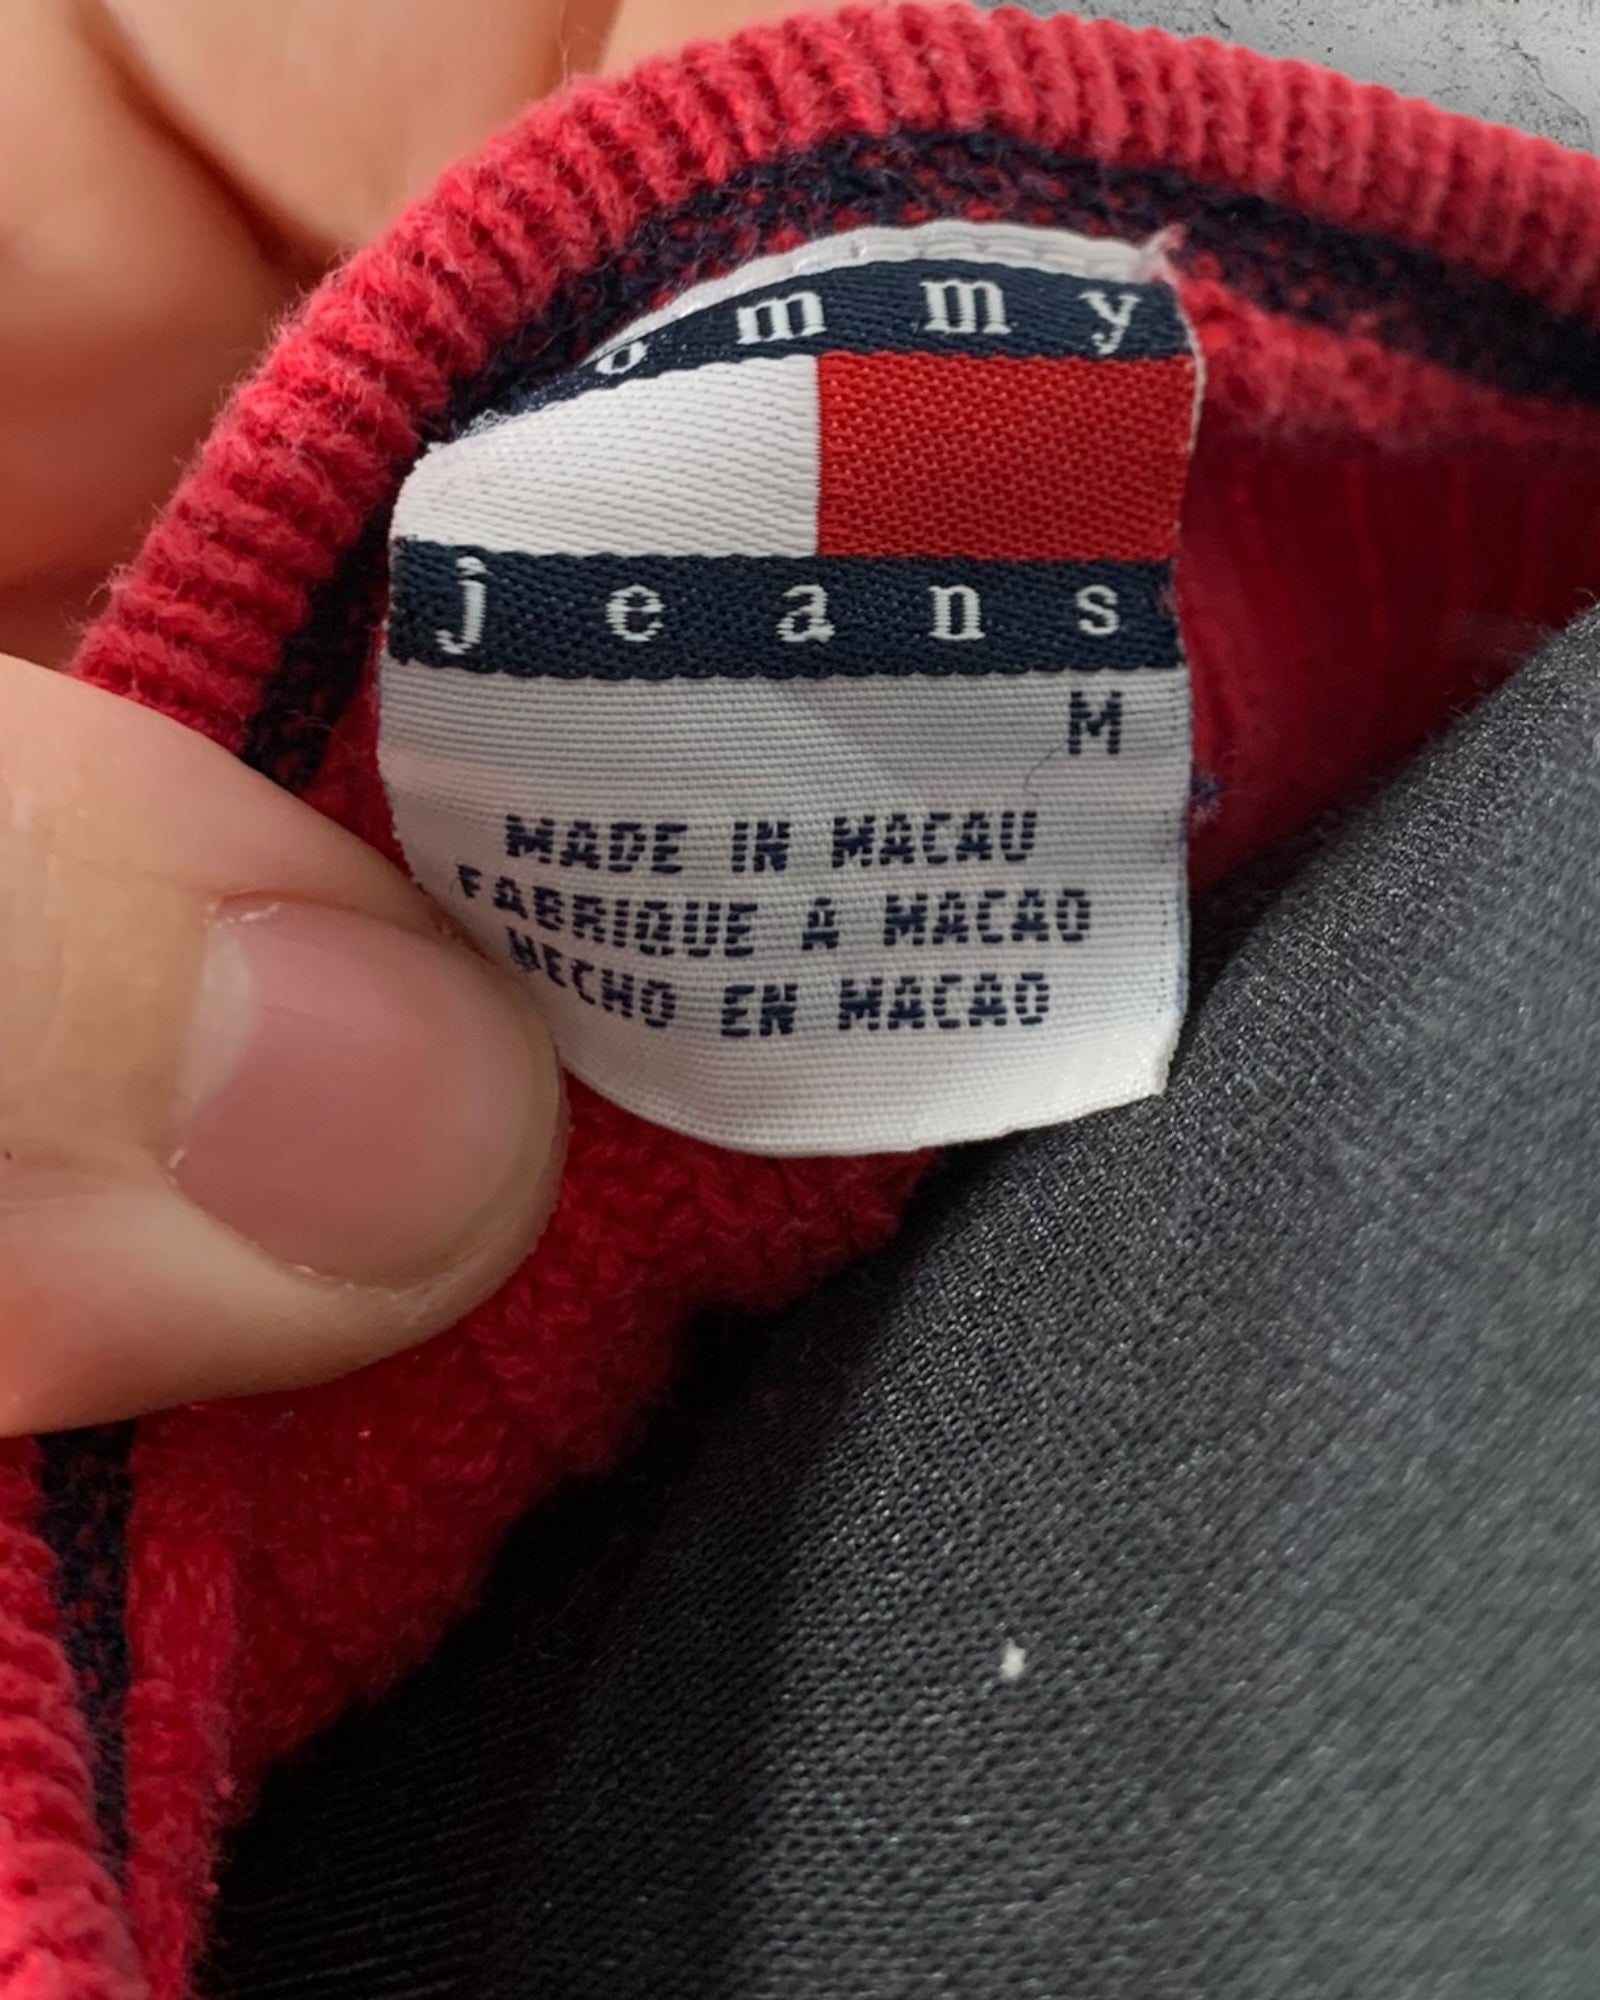 ommy
jeans
M
MADE IN MACAU
FABRIQUE A MACAO
HECHO EN MACAO